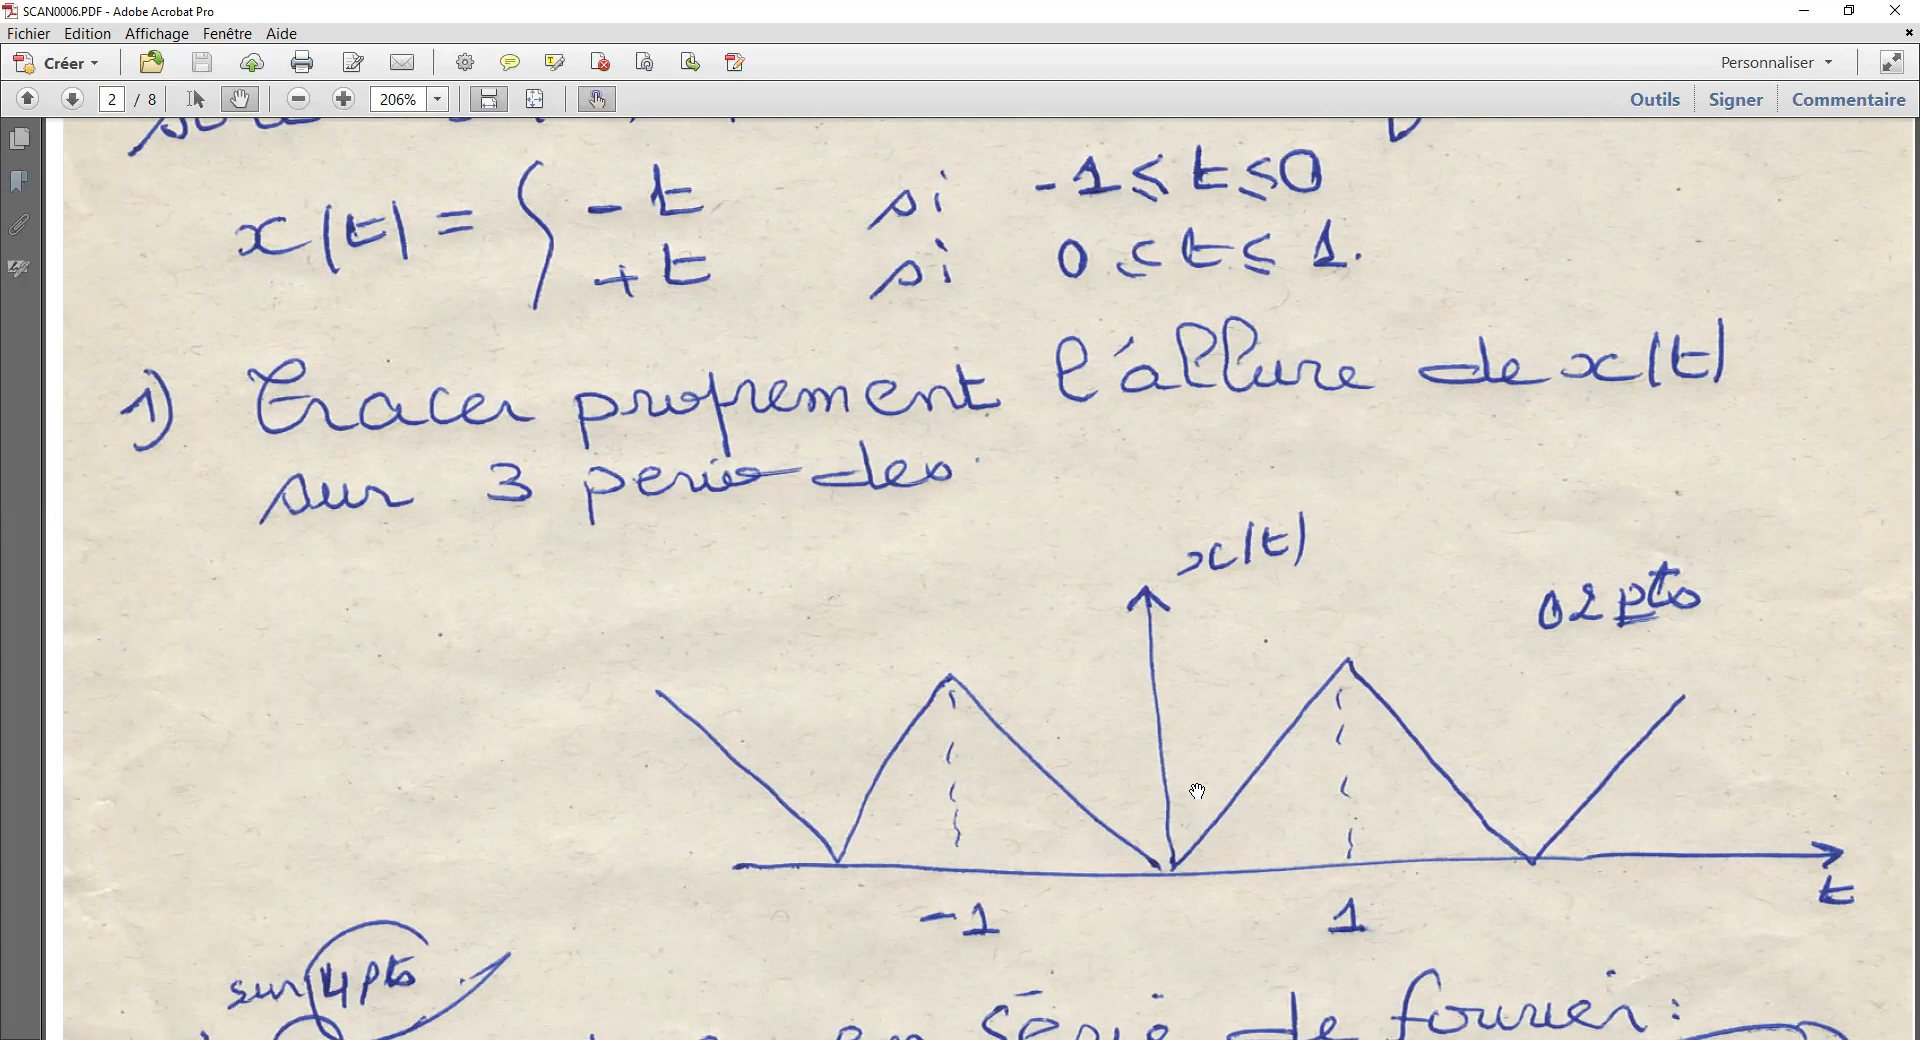 SCAN0006.PDF - Adobe Acrobat Pro
Fichier Edition Affichage Fenêtre Aide
Créer Personnaliser
2 / 8 206% Outils Signer Commentaire
x(t) = { - t si -1 ≤ t ≤ 0
+ t si 0 ≤ t ≤ 1.
1) Tracer proprement l'allure de x(t)
sur 3 periodes.
x(t)
02 pts
-1 1 t
sur 4 pts
en série de fourier :